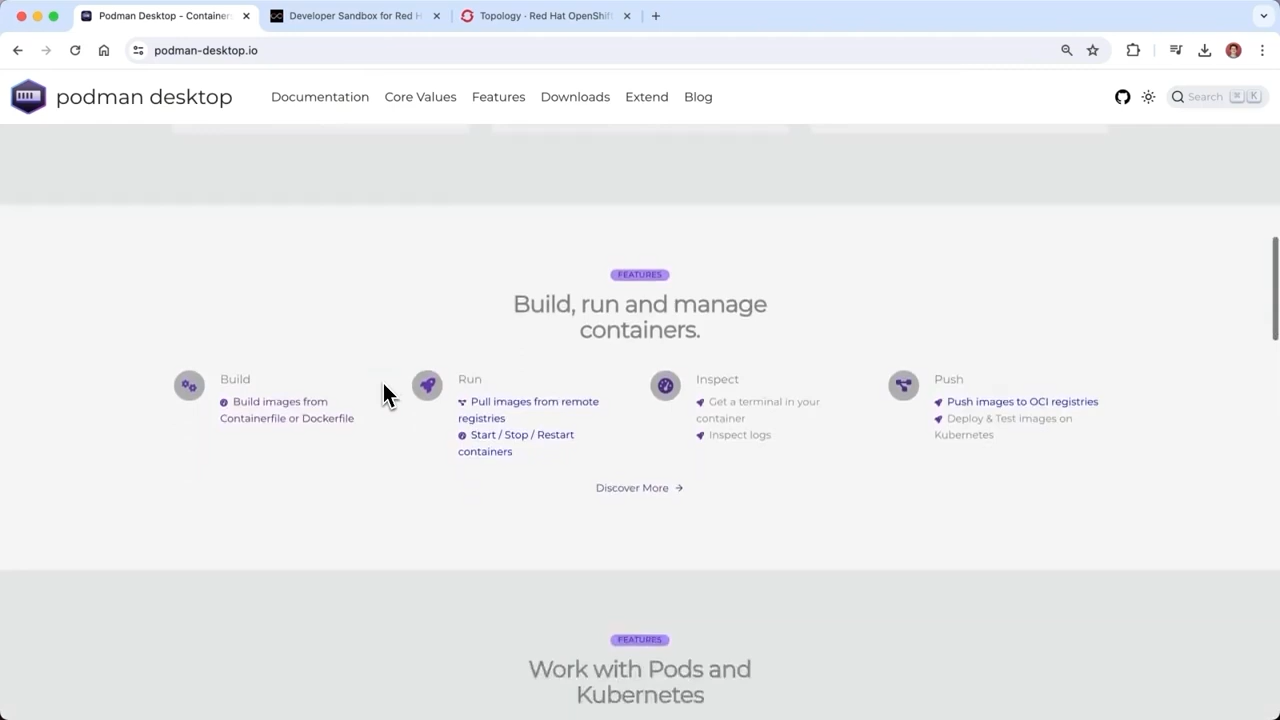 Podman Desktop - Containers
Developer Sandbox for Red H
Topology · Red Hat OpenShift
podman-desktop.io
podman desktop
Documentation
Core Values
Features
Downloads
Extend
Blog
Search
⌘ K
FEATURES
Build, run and manage
containers.
Build
Build images from
Containerfile or Dockerfile
Run
Pull images from remote
registries
Start / Stop / Restart
containers
Inspect
Get a terminal in your
container
Inspect logs
Push
Push images to OCI registries
Deploy & Test images on
Kubernetes
Discover More →
FEATURES
Work with Pods and
Kubernetes